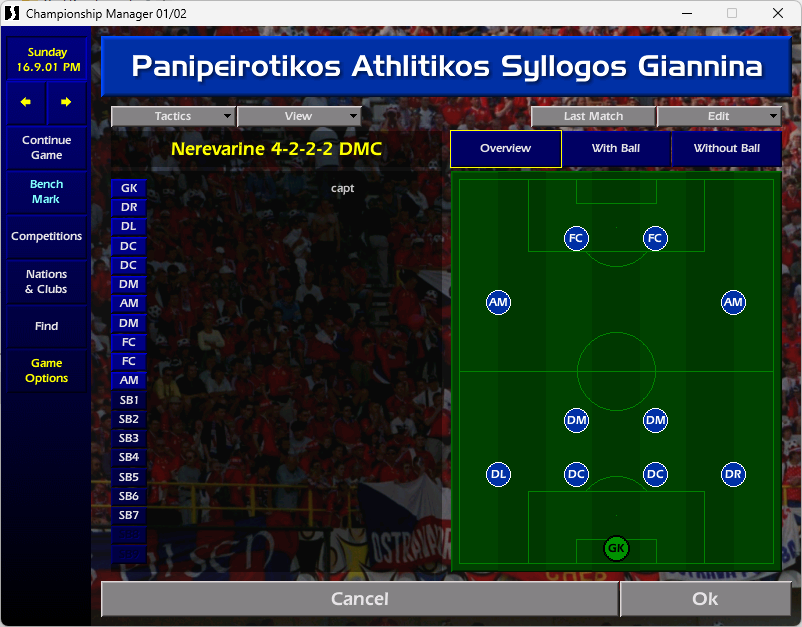 Championship Manager 01/02
Sunday
16.9.01 PM
Continue
Game
Bench
Mark
Competitions
Nations
& Clubs
Find
Game
Options
Panipeirotikos Athlitikos Syllogos Giannina
Tactics
View
Last Match
Edit
Nerevarine 4-2-2-2 DMC
Overview
With Ball
Without Ball
GK
capt
DR
DL
DC
DC
DM
AM
DM
FC
FC
AM
SB1
SB2
SB3
SB4
SB5
SB6
SB7
FC
FC
AM
AM
DM
DM
DL
DC
DC
DR
GK
Cancel
Ok